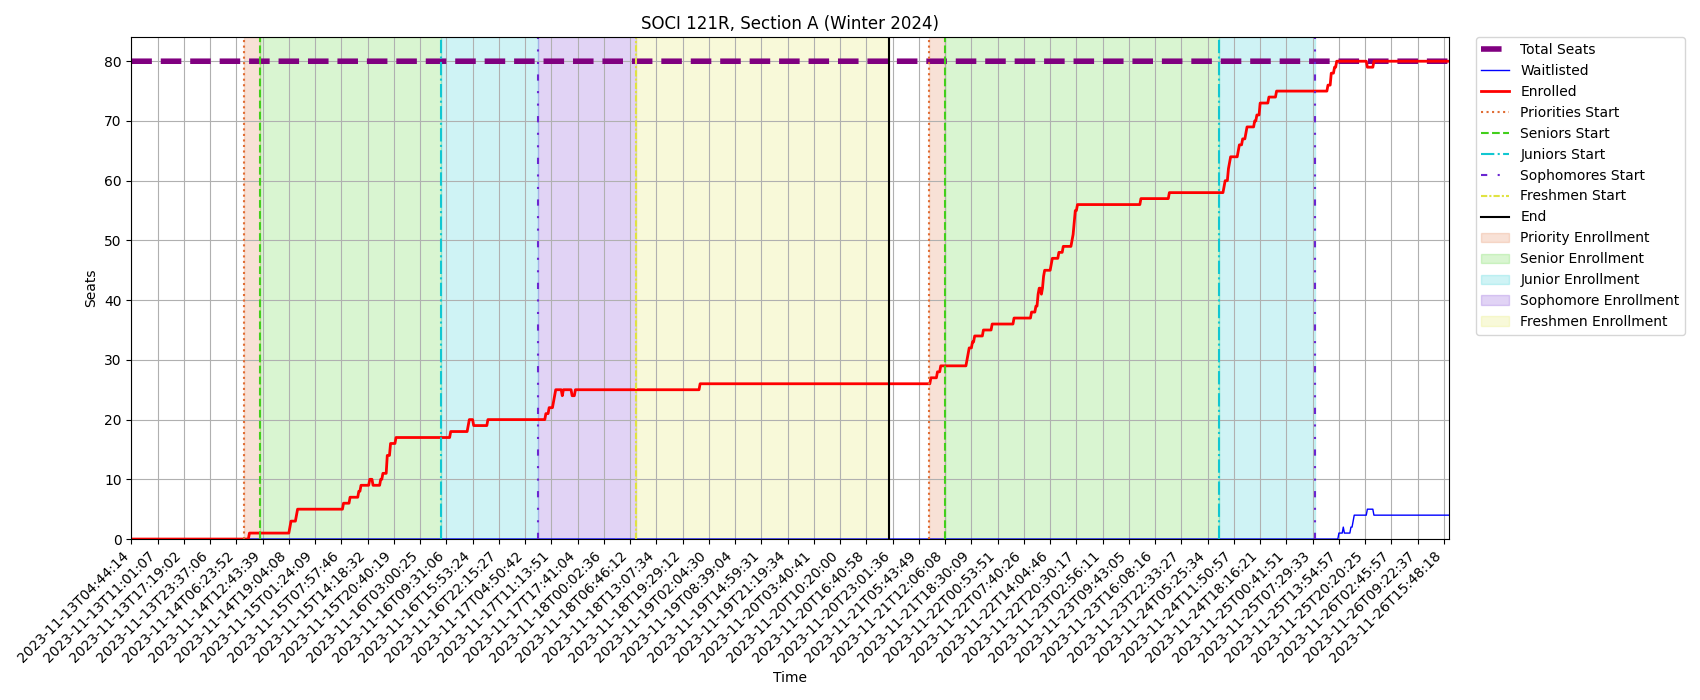 SOCI 121R, Section A (Winter 2024)
Seats
80
70
60
50
40
30
20
10
0
2023-11-13T04:44:14
2023-11-13T11:01:07
2023-11-13T17:19:02
2023-11-13T23:37:06
2023-11-14T06:23:52
2023-11-14T12:43:39
2023-11-14T19:04:08
2023-11-15T01:24:09
2023-11-15T07:57:46
2023-11-15T14:18:32
2023-11-15T20:40:19
2023-11-16T03:00:25
2023-11-16T09:31:06
2023-11-16T15:53:24
2023-11-16T22:15:27
2023-11-17T04:50:42
2023-11-17T11:13:51
2023-11-17T17:41:04
2023-11-18T00:02:36
2023-11-18T06:46:12
2023-11-18T13:07:34
2023-11-18T19:29:12
2023-11-19T02:04:30
2023-11-19T08:39:04
2023-11-19T14:59:31
2023-11-19T21:19:34
2023-11-20T03:40:41
2023-11-20T10:20:00
2023-11-20T16:40:58
2023-11-20T23:01:36
2023-11-21T05:43:49
2023-11-21T12:06:08
2023-11-21T18:30:09
2023-11-22T00:53:51
2023-11-22T07:40:26
2023-11-22T14:04:46
2023-11-22T20:30:17
2023-11-23T02:56:11
2023-11-23T09:43:05
2023-11-23T16:08:16
2023-11-23T22:33:27
2023-11-24T05:25:34
2023-11-24T11:50:57
2023-11-24T18:16:21
2023-11-25T00:41:51
2023-11-25T07:29:33
2023-11-25T13:54:57
2023-11-25T20:20:25
2023-11-26T02:45:57
2023-11-26T09:22:37
2023-11-26T15:48:18
Time
Total Seats
Waitlisted
Enrolled
Priorities Start
Seniors Start
Juniors Start
Sophomores Start
Freshmen Start
End
Priority Enrollment
Senior Enrollment
Junior Enrollment
Sophomore Enrollment
Freshmen Enrollment